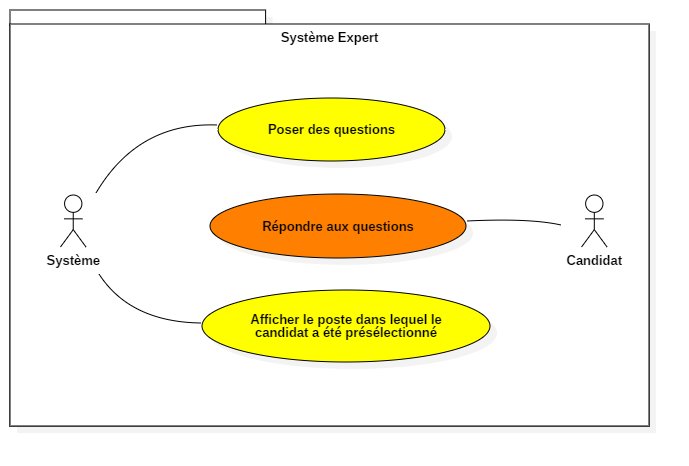 Système Expert
Poser des questions
Répondre aux questions
Système
Candidat
Afficher le poste dans lequel le
candidat a été présélectionné